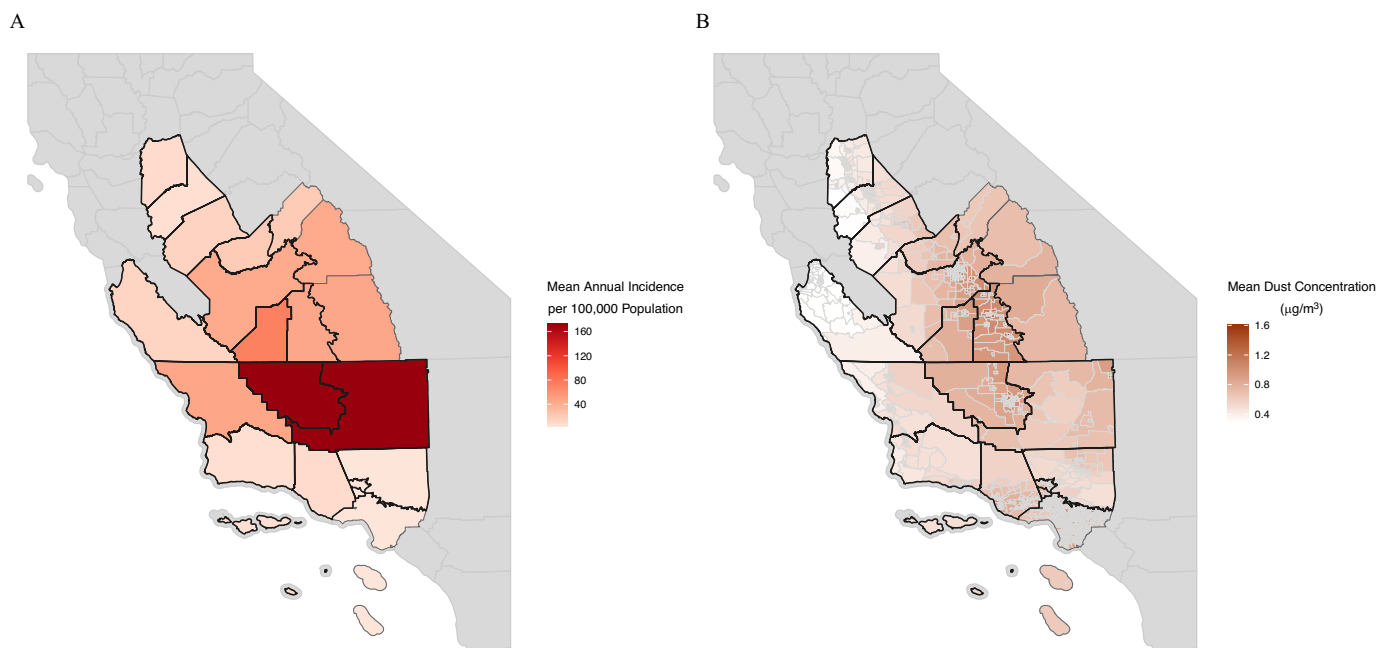 A
Mean Annual Incidence
per 100,000 Population
160
120
80
40
B
Mean Dust Concentration
(μg/m³)
1.6
1.2
0.8
0.4